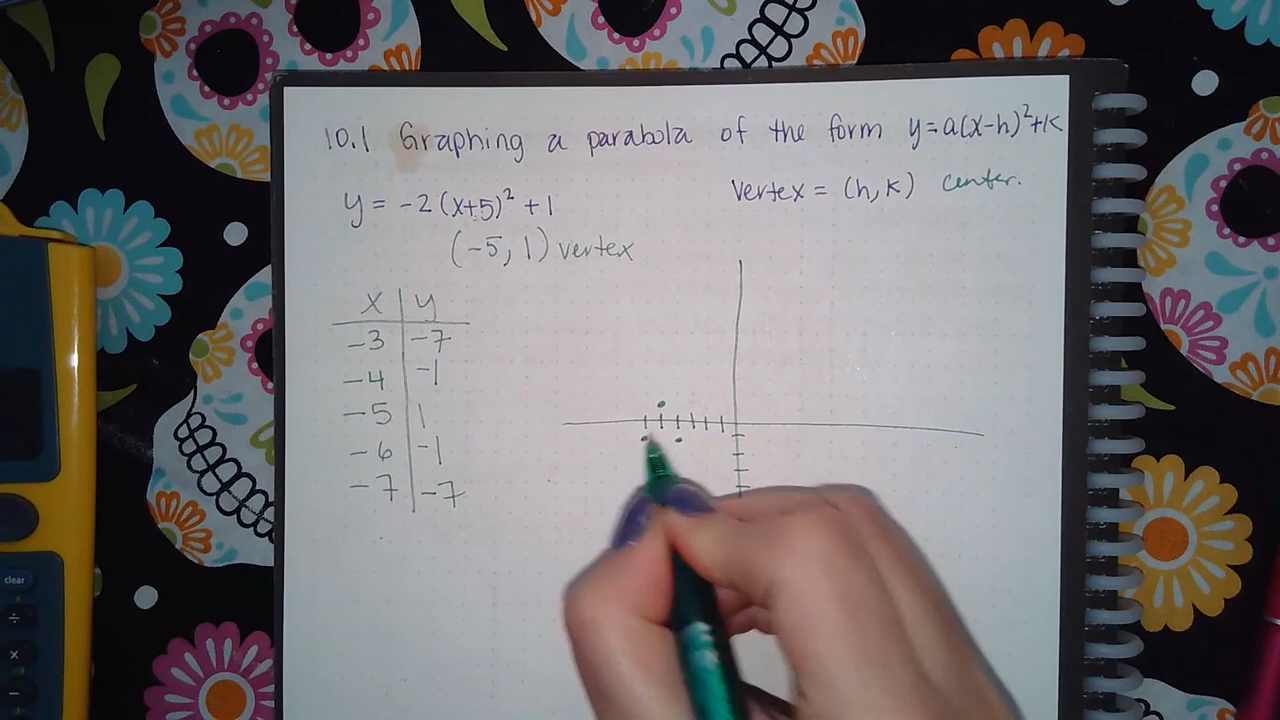 10.1 Graphing a parabola of the form y=a(x-h)²+k
y = -2(x+5)² + 1
vertex = (h,k) center.
(-5, 1) vertex
x y
-3 -7
-4 -1
-5 1
-6 -1
-7 -7
clear
÷
×
−